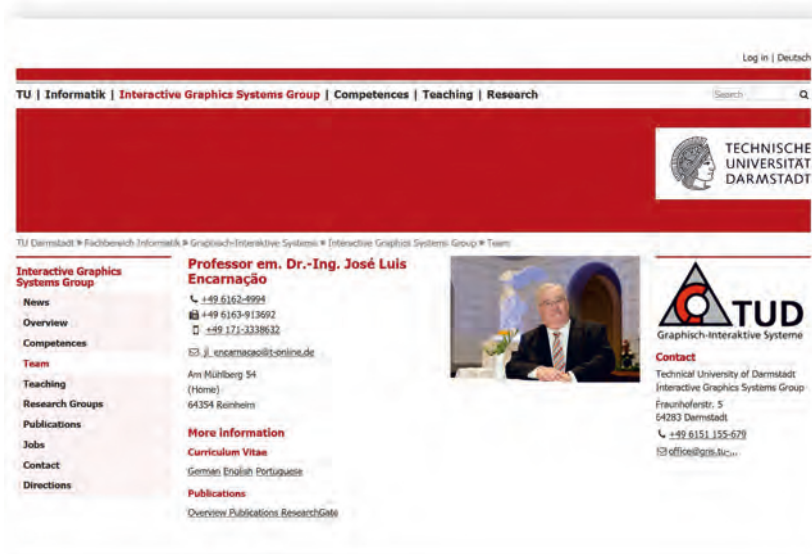 Log in | Deutsch
TU | Informatik | Interactive Graphics Systems Group | Competences | Teaching | Research
Search
TECHNISCHE
UNIVERSITÄT
DARMSTADT
TU Darmstadt » Fachbereich Informatik » Graphisch-Interaktive Systeme » Interactive Graphics Systems Group » Team
Interactive Graphics
Systems Group
News
Overview
Competences
Team
Teaching
Research Groups
Publications
Jobs
Contact
Directions
Professor em. Dr.-Ing. José Luis
Encarnação
+49 6162-4994
+49 6163-913692
+49 171-3338632
jl_encarnacao@t-online.de
Am Mühlberg 54
(Home)
64354 Reinheim
More information
Curriculum Vitae
German English Portuguese
Publications
Overview Publications ResearchGate
TUD
Graphisch-Interaktive Systeme
Contact
Technical University of Darmstadt
Interactive Graphics Systems Group
Fraunhoferstr. 5
64283 Darmstadt
+49 6151 155-679
office@gris.tu-...